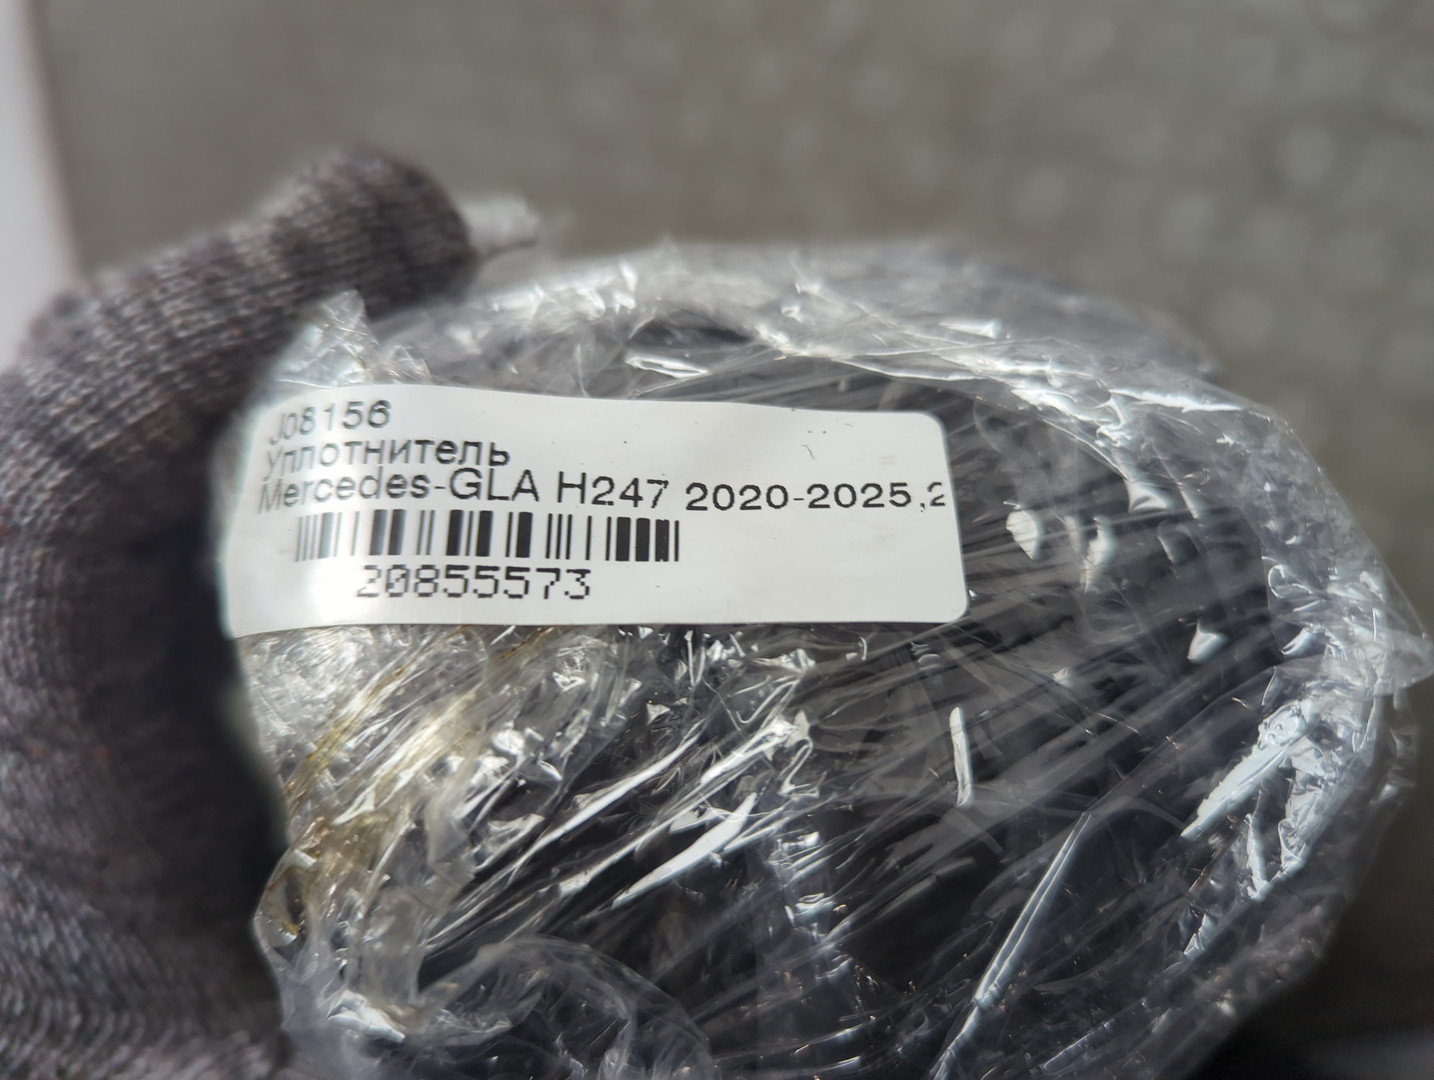 J08156
Уплотнитель
Mercedes-GLA H247 2020-2025,2
20855573